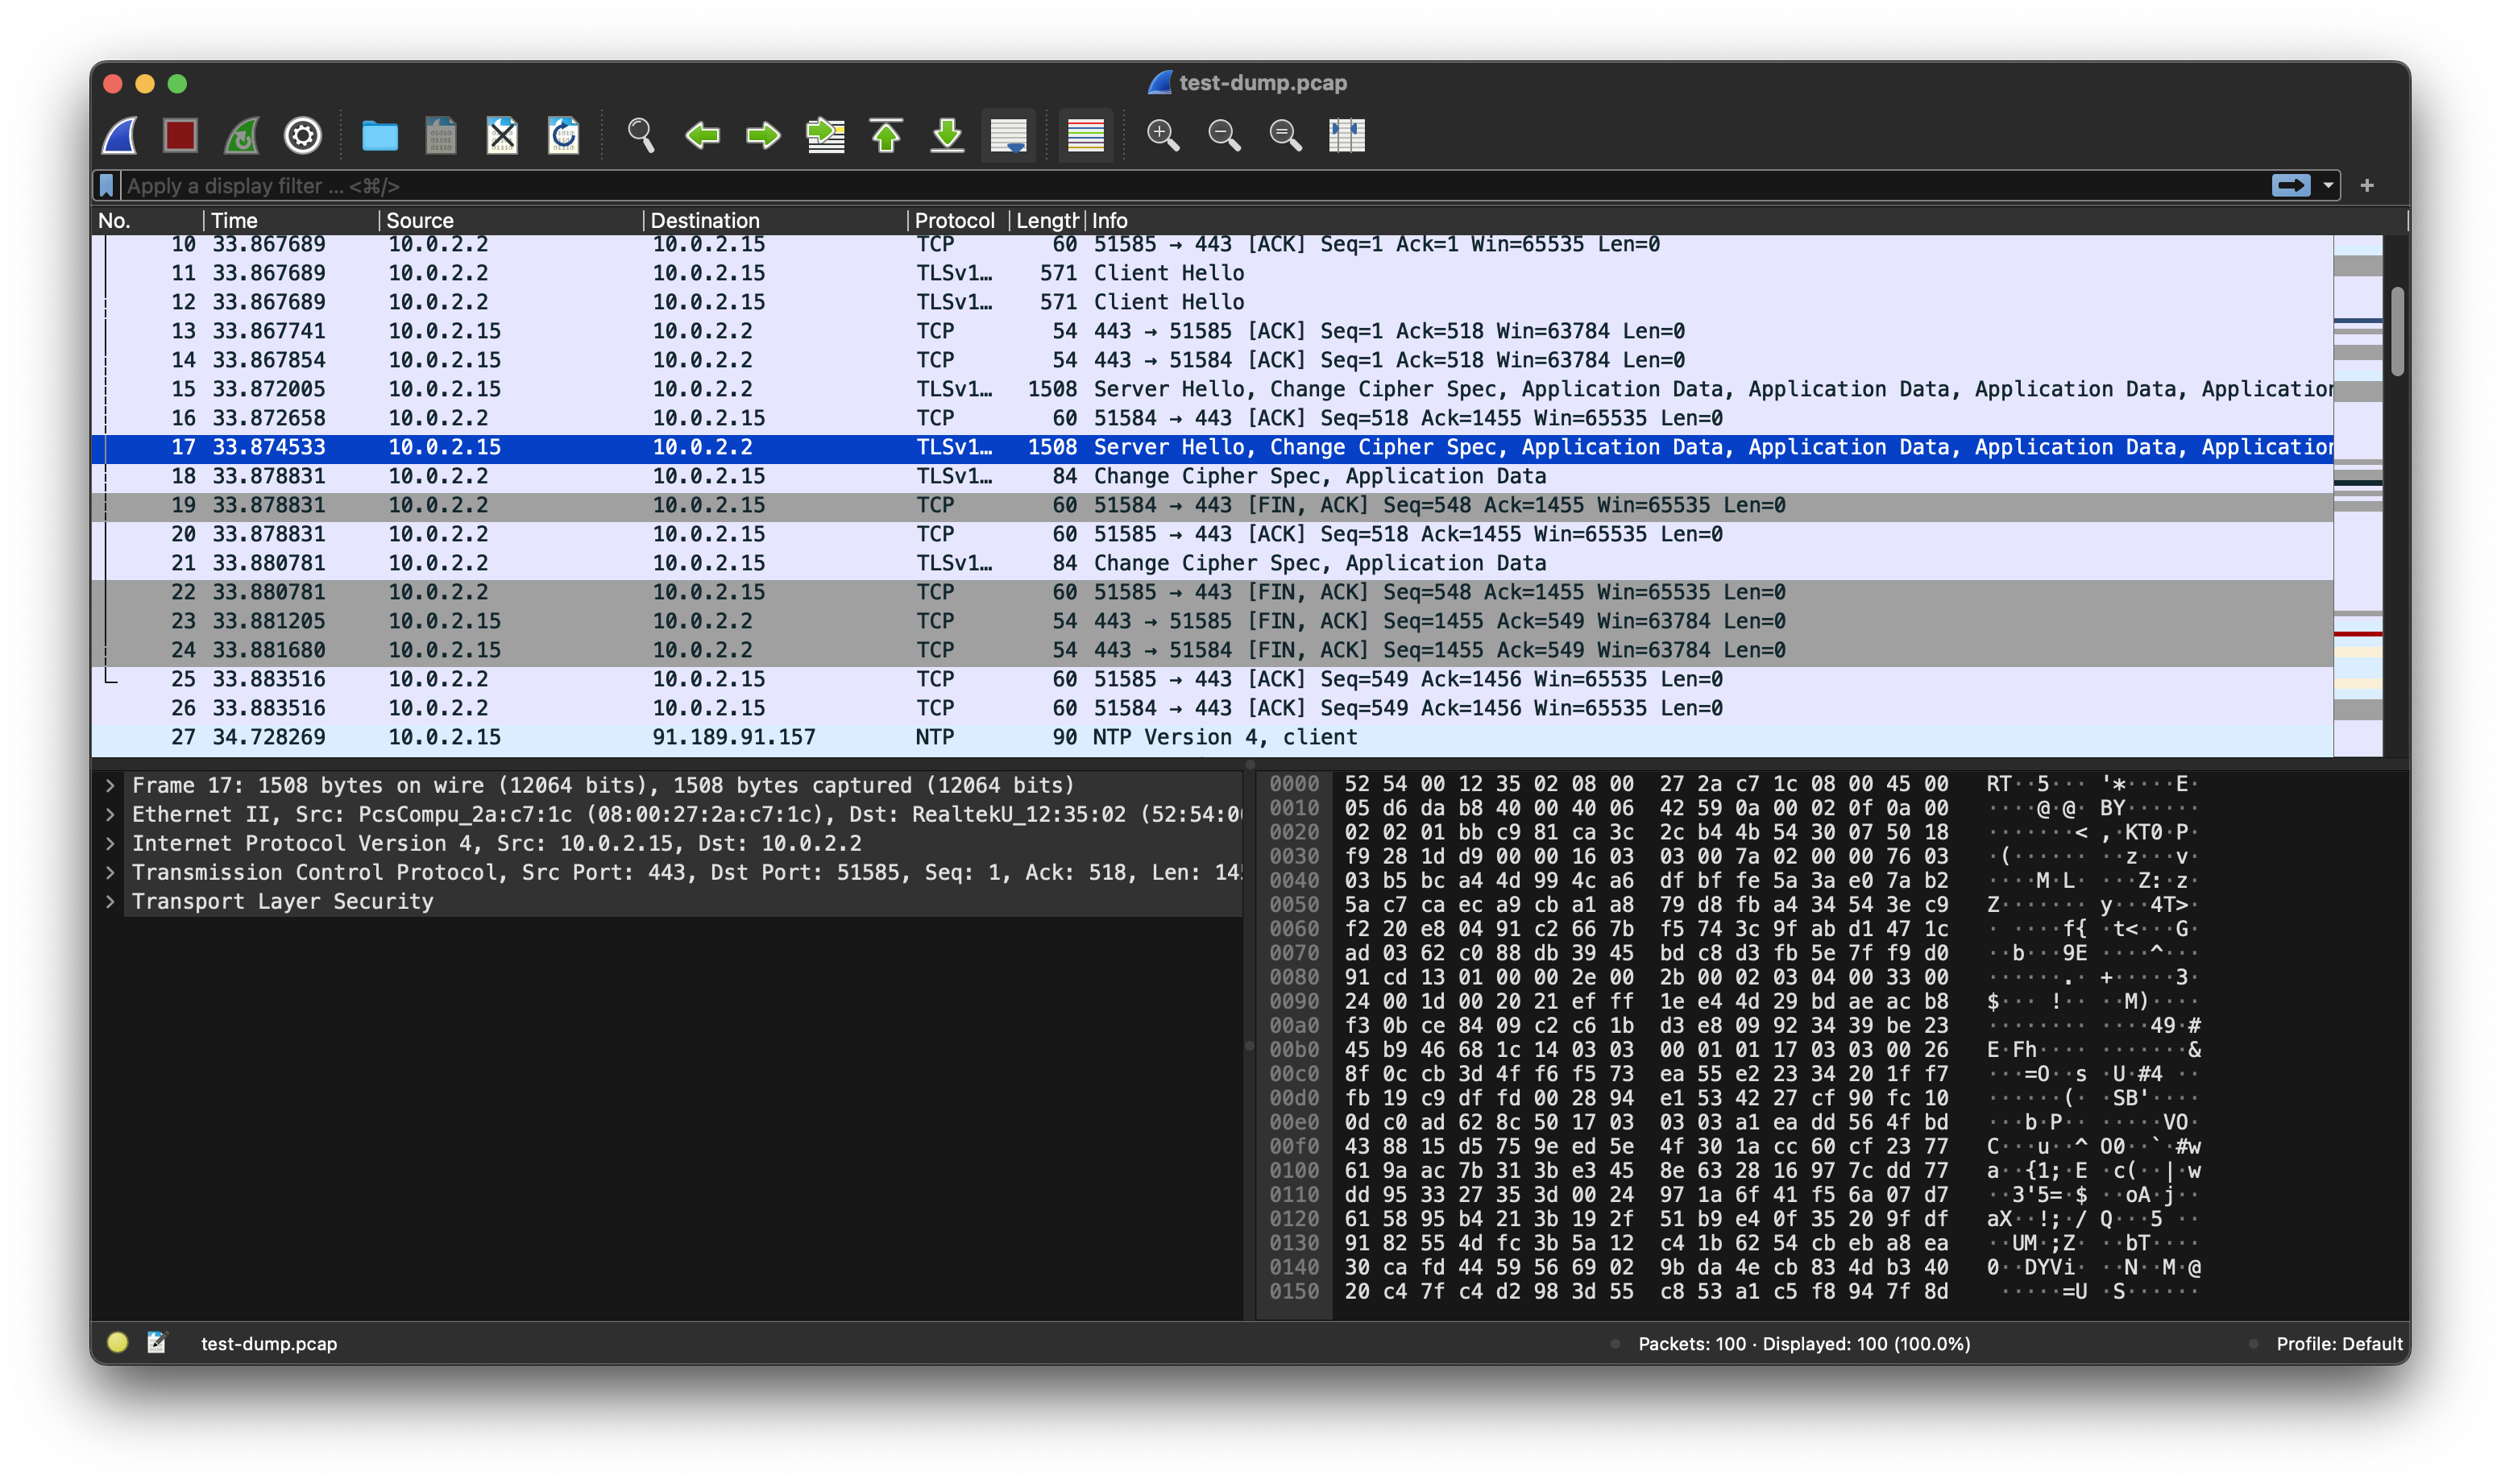 test-dump.pcap
Apply a display filter ... <⌘/>
No. Time Source Destination Protocol Length Info
10 33.867689 10.0.2.2 10.0.2.15 TCP 60 51585 → 443 [ACK] Seq=1 Ack=1 Win=65535 Len=0
11 33.867689 10.0.2.2 10.0.2.15 TLSv1… 571 Client Hello
12 33.867689 10.0.2.2 10.0.2.15 TLSv1… 571 Client Hello
13 33.867741 10.0.2.15 10.0.2.2 TCP 54 443 → 51585 [ACK] Seq=1 Ack=518 Win=63784 Len=0
14 33.867854 10.0.2.15 10.0.2.2 TCP 54 443 → 51584 [ACK] Seq=1 Ack=518 Win=63784 Len=0
15 33.872005 10.0.2.15 10.0.2.2 TLSv1… 1508 Server Hello, Change Cipher Spec, Application Data, Application Data, Application Data, Application
16 33.872658 10.0.2.2 10.0.2.15 TCP 60 51584 → 443 [ACK] Seq=518 Ack=1455 Win=65535 Len=0
17 33.874533 10.0.2.15 10.0.2.2 TLSv1… 1508 Server Hello, Change Cipher Spec, Application Data, Application Data, Application Data, Application
18 33.878831 10.0.2.2 10.0.2.15 TLSv1… 84 Change Cipher Spec, Application Data
19 33.878831 10.0.2.2 10.0.2.15 TCP 60 51584 → 443 [FIN, ACK] Seq=548 Ack=1455 Win=65535 Len=0
20 33.878831 10.0.2.2 10.0.2.15 TCP 60 51585 → 443 [ACK] Seq=518 Ack=1455 Win=65535 Len=0
21 33.880781 10.0.2.2 10.0.2.15 TLSv1… 84 Change Cipher Spec, Application Data
22 33.880781 10.0.2.2 10.0.2.15 TCP 60 51585 → 443 [FIN, ACK] Seq=548 Ack=1455 Win=65535 Len=0
23 33.881205 10.0.2.15 10.0.2.2 TCP 54 443 → 51585 [FIN, ACK] Seq=1455 Ack=549 Win=63784 Len=0
24 33.881680 10.0.2.15 10.0.2.2 TCP 54 443 → 51584 [FIN, ACK] Seq=1455 Ack=549 Win=63784 Len=0
25 33.883516 10.0.2.2 10.0.2.15 TCP 60 51585 → 443 [ACK] Seq=549 Ack=1456 Win=65535 Len=0
26 33.883516 10.0.2.2 10.0.2.15 TCP 60 51584 → 443 [ACK] Seq=549 Ack=1456 Win=65535 Len=0
27 34.728269 10.0.2.15 91.189.91.157 NTP 90 NTP Version 4, client
Frame 17: 1508 bytes on wire (12064 bits), 1508 bytes captured (12064 bits)
Ethernet II, Src: PcsCompu_2a:c7:1c (08:00:27:2a:c7:1c), Dst: RealtekU_12:35:02 (52:54:0
Internet Protocol Version 4, Src: 10.0.2.15, Dst: 10.0.2.2
Transmission Control Protocol, Src Port: 443, Dst Port: 51585, Seq: 1, Ack: 518, Len: 14
Transport Layer Security
0000 52 54 00 12 35 02 08 00 27 2a c7 1c 08 00 45 00 RT··5··· '*····E·
0010 05 d6 da b8 40 00 40 06 42 59 0a 00 02 0f 0a 00 ····@·@· BY······
0020 02 02 01 bb c9 81 ca 3c 2c b4 4b 54 30 07 50 18 ·······< ,·KT0·P·
0030 f9 28 1d d9 00 00 16 03 03 00 7a 02 00 00 76 03 ·(······ ··z···v·
0040 03 b5 bc a4 4d 99 4c a6 df bf fe 5a 3a e0 7a b2 ····M·L· ···Z:·z·
0050 5a c7 ca ec a9 cb a1 a8 79 d8 fb a4 34 54 3e c9 Z······· y···4T>·
0060 f2 20 e8 04 91 c2 66 7b f5 74 3c 9f ab d1 47 1c · ····f{ ·t<···G·
0070 ad 03 62 c0 88 db 39 45 bd c8 d3 fb 5e 7f f9 d0 ··b···9E ····^···
0080 91 cd 13 01 00 00 2e 00 2b 00 02 03 04 00 33 00 ······.· +·····3·
0090 24 00 1d 00 20 21 ef ff 1e e4 4d 29 bd ae ac b8 $··· !·· ··M)····
00a0 f3 0b ce 84 09 c2 c6 1b d3 e8 09 92 34 39 be 23 ········ ····49·#
00b0 45 b9 46 68 1c 14 03 03 00 01 01 17 03 03 00 26 E·Fh···· ·······&
00c0 8f 0c cb 3d 4f f6 f5 73 ea 55 e2 23 34 20 1f f7 ···=O··s ·U·#4 ··
00d0 fb 19 c9 df fd 00 28 94 e1 53 42 27 cf 90 fc 10 ······(· ·SB'····
00e0 0d c0 ad 62 8c 50 17 03 03 03 a1 ea dd 56 4f bd ···b·P·· ·····VO·
00f0 43 88 15 d5 75 9e ed 5e 4f 30 1a cc 60 cf 23 77 C···u··^ O0··`·#w
0100 61 9a ac 7b 31 3b e3 45 8e 63 28 16 97 7c dd 77 a··{1;·E ·c(··|·w
0110 dd 95 33 27 35 3d 00 24 97 1a 6f 41 f5 6a 07 d7 ··3'5=·$ ··oA·j··
0120 61 58 95 b4 21 3b 19 2f 51 b9 e4 0f 35 20 9f df aX··!;·/ Q···5 ··
0130 91 82 55 4d fc 3b 5a 12 c4 1b 62 54 cb eb a8 ea ··UM·;Z· ··bT····
0140 30 ca fd 44 59 56 69 02 9b da 4e cb 83 4d b3 40 0··DYVi· ··N··M·@
0150 20 c4 7f c4 d2 98 3d 55 c8 53 a1 c5 f8 94 7f 8d ·····=U ·S······
test-dump.pcap Packets: 100 · Displayed: 100 (100.0%) Profile: Default